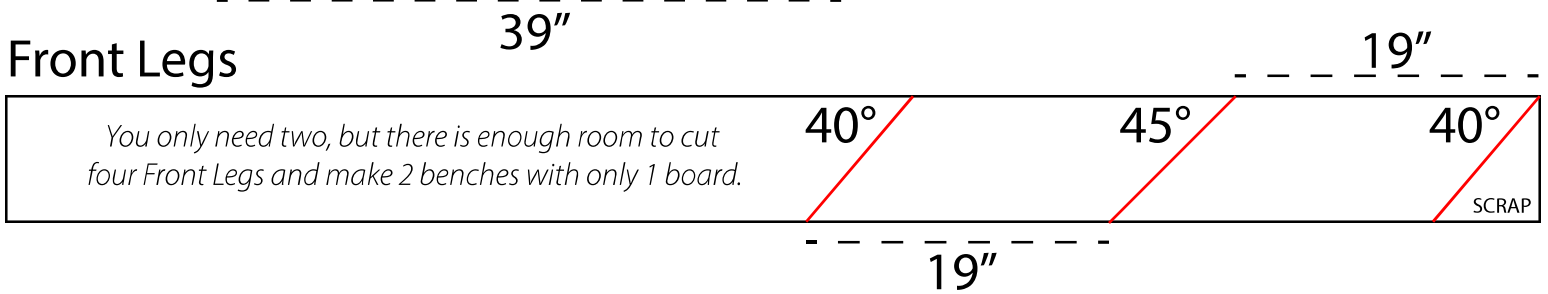 39”
Front Legs
19”
You only need two, but there is enough room to cut
four Front Legs and make 2 benches with only 1 board.
40°
45°
40°
SCRAP
19”